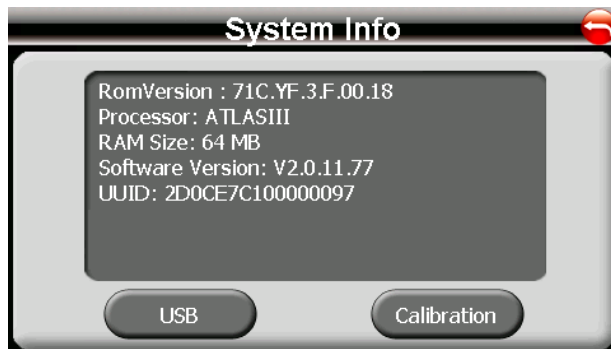 System Info
RomVersion : 71C.YF.3.F.00.18
Processor: ATLASIII
RAM Size: 64 MB
Software Version: V2.0.11.77
UUID: 2D0CE7C100000097
USB
Calibration